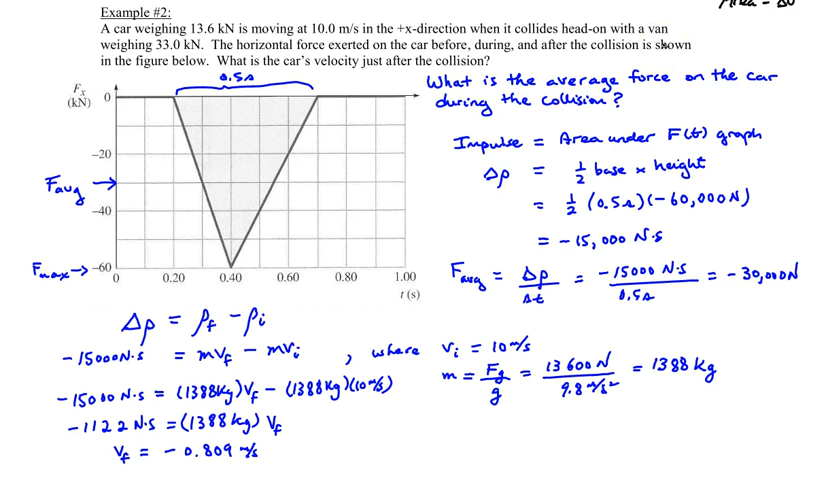 Area = Δp
Example #2:
A car weighing 13.6 kN is moving at 10.0 m/s in the +x-direction when it collides head-on with a van
weighing 33.0 kN. The horizontal force exerted on the car before, during, and after the collision is shown
in the figure below. What is the car's velocity just after the collision?
0.5s
What is the average force on the car
during the collision?
Fx
(kN)
0
-20
-40
-60
Favg →
Fmax →
0 0.20 0.40 0.60 0.80 1.00
t (s)
Impulse = Area under F(t) graph
Δp = 1/2 base × height
= 1/2 (0.5s)(-60,000N)
= -15,000 N·s
Favg = Δp/Δt = -15000 N·s/0.5s = -30,000N
Δp = Pf - Pi
-15000N·s = mVf - mVi , where Vi = 10 m/s
m = Fg/g = 13 600 N/9.8 m/s² = 1388 kg
-15000 N·s = (1388kg)Vf - (1388kg)(10 m/s)
-1122 N·s = (1388 kg) Vf
Vf = -0.809 m/s